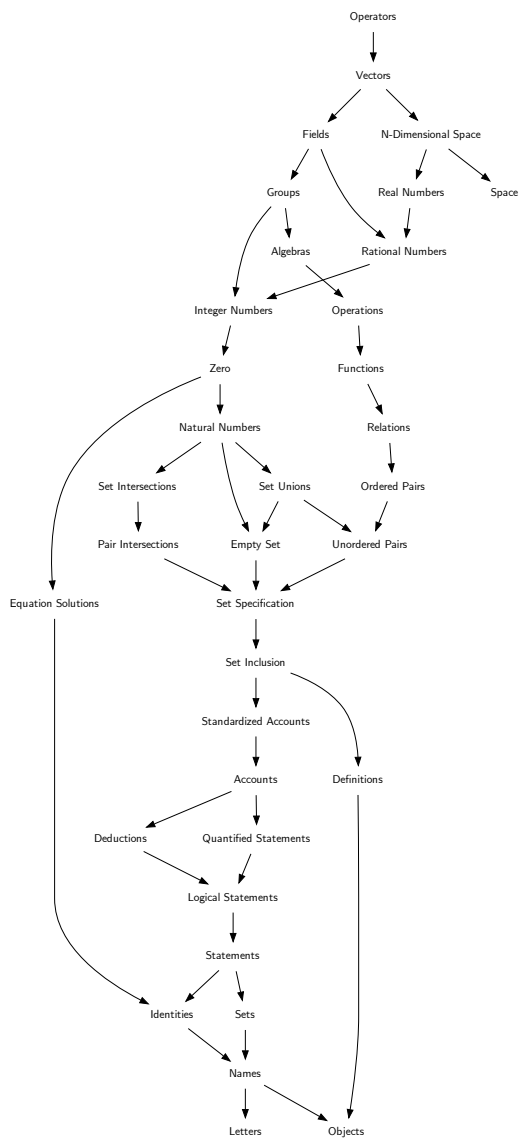 Operators
Vectors
Fields
N-Dimensional Space
Groups
Real Numbers
Space
Algebras
Rational Numbers
Integer Numbers
Operations
Zero
Functions
Natural Numbers
Relations
Set Intersections
Set Unions
Ordered Pairs
Pair Intersections
Empty Set
Unordered Pairs
Equation Solutions
Set Specification
Set Inclusion
Standardized Accounts
Accounts
Definitions
Deductions
Quantified Statements
Logical Statements
Statements
Identities
Sets
Names
Letters
Objects